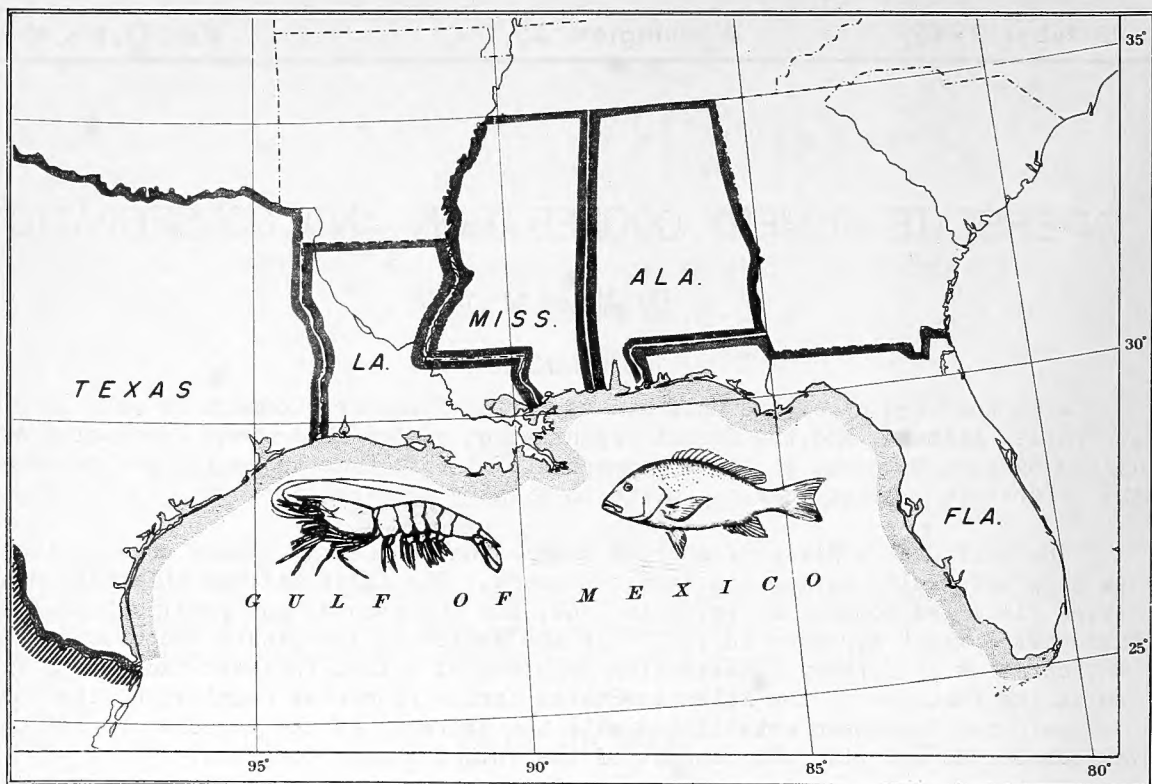 35°
ALA.
MISS.
30°
LA.
TEXAS
FLA.
GULF OF MEXICO
25°
95° 90° 85° 80°